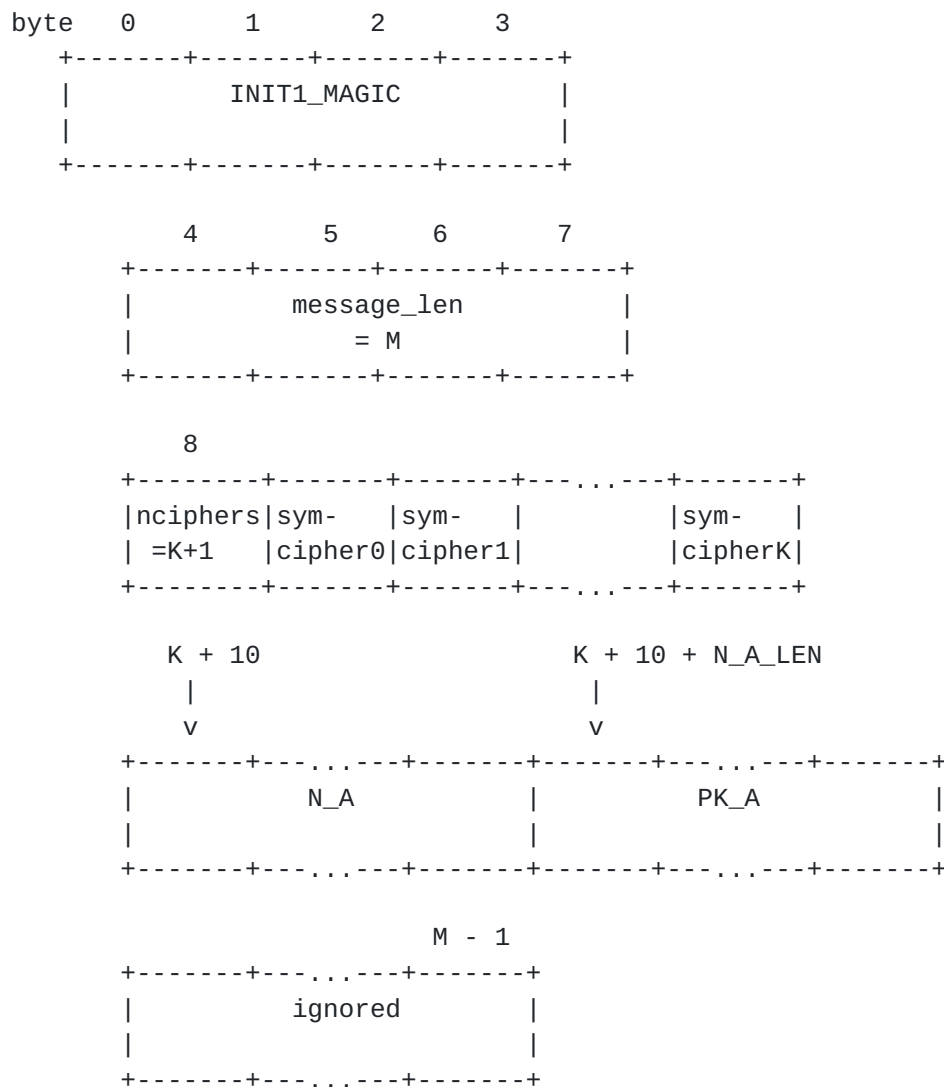 byte   0       1       2       3
   +-------+-------+-------+-------+
   |          INIT1_MAGIC          |
   |                               |
   +-------+-------+-------+-------+

           4        5      6       7
       +-------+-------+-------+-------+
       |          message_len          |
       |              = M              |
       +-------+-------+-------+-------+

           8
       +--------+-------+-------+---...---+-------+
       |nciphers|sym-   |sym-   |         |sym-   |
       | =K+1   |cipher0|cipher1|         |cipherK|
       +--------+-------+-------+---...---+-------+

          K + 10                    K + 10 + N_A_LEN
           |                         |
           v                         v
       +-------+---...---+-------+-------+---...---+-------+
       |           N_A           |          PK_A           |
       |                         |                         |
       +-------+---...---+-------+-------+---...---+-------+

                           M - 1
       +-------+---...---+-------+
       |          ignored        |
       |                         |
       +-------+---...---+-------+